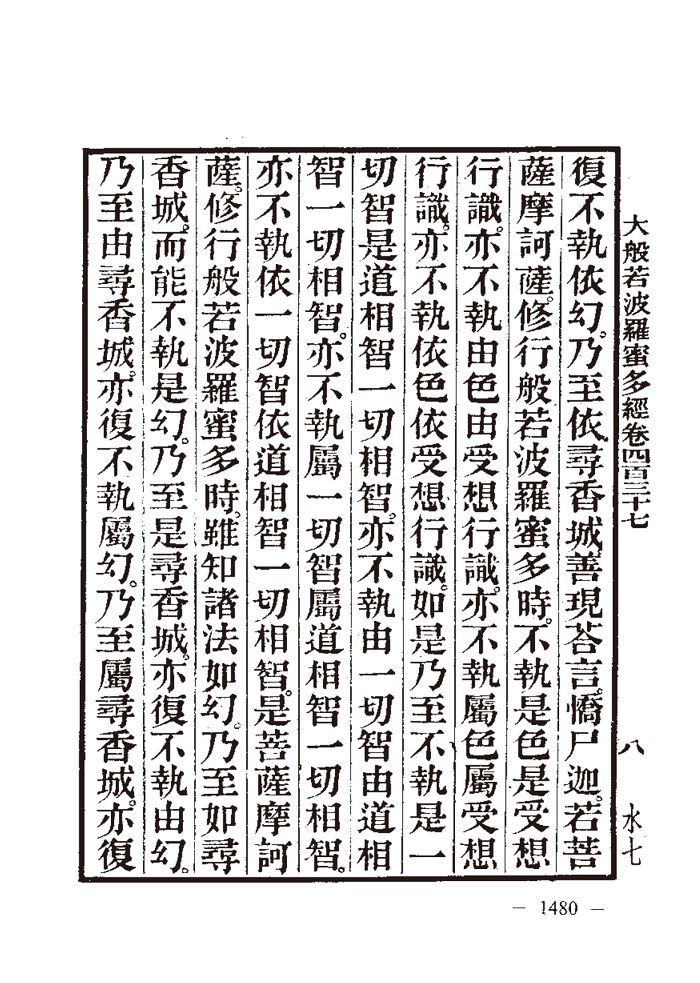 大般若波羅蜜多經卷四百三十七
八
水七
復不執依幻。乃至依尋香城。善現荅言。憍尸迦。若菩
薩摩訶薩。修行般若波羅蜜多時。不執是色是受想
行識。亦不執由色由受想行識。亦不執屬色屬受想
行識。亦不執依色依受想行識。如是乃至不執是一
切智是道相智一切相智。亦不執由一切智由道相
智一切相智。亦不執屬一切智屬道相智一切相智。
亦不執依一切智依道相智一切相智。是菩薩摩訶
薩。修行般若波羅蜜多時。雖知諸法如幻。乃至如尋
香城。而能不執是幻。乃至是尋香城。亦復不執由幻。
乃至由尋香城。亦復不執屬幻。乃至屬尋香城。亦復
— 1480 —